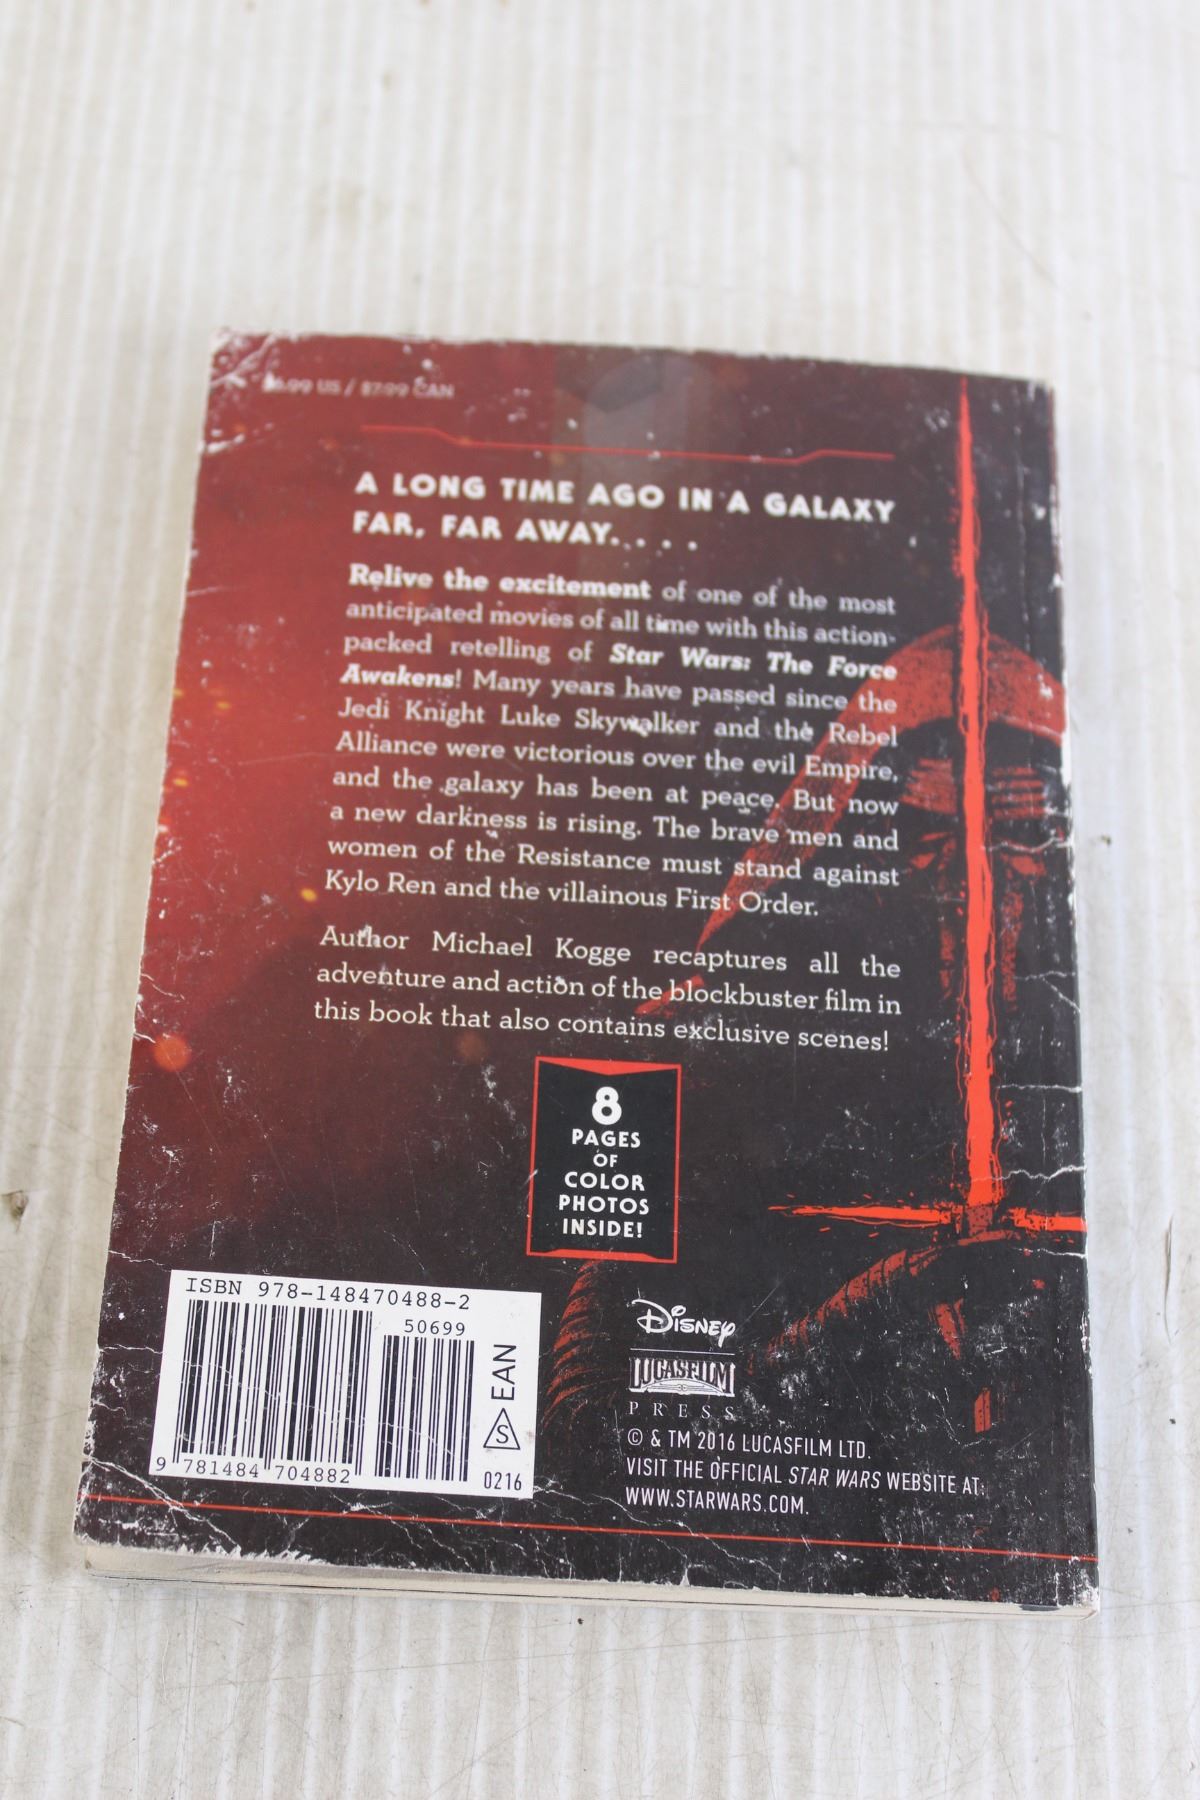 $6.99 US / $7.99 CAN
A LONG TIME AGO IN A GALAXY
FAR, FAR AWAY. . . .
Relive the excitement of one of the most
anticipated movies of all time with this action-
packed retelling of Star Wars: The Force
Awakens! Many years have passed since the
Jedi Knight Luke Skywalker and the Rebel
Alliance were victorious over the evil Empire,
and the galaxy has been at peace. But now
a new darkness is rising. The brave men and
women of the Resistance must stand against
Kylo Ren and the villainous First Order.
Author Michael Kogge recaptures all the
adventure and action of the blockbuster film in
this book that also contains exclusive scenes!
8
PAGES
OF
COLOR
PHOTOS
INSIDE!
ISBN 978-148470488-2
50699
9 781484 704882
EAN
S
0216
Disney
LUCASFILM
PRESS
© & TM 2016 LUCASFILM LTD.
VISIT THE OFFICIAL STAR WARS WEBSITE AT:
WWW.STARWARS.COM.